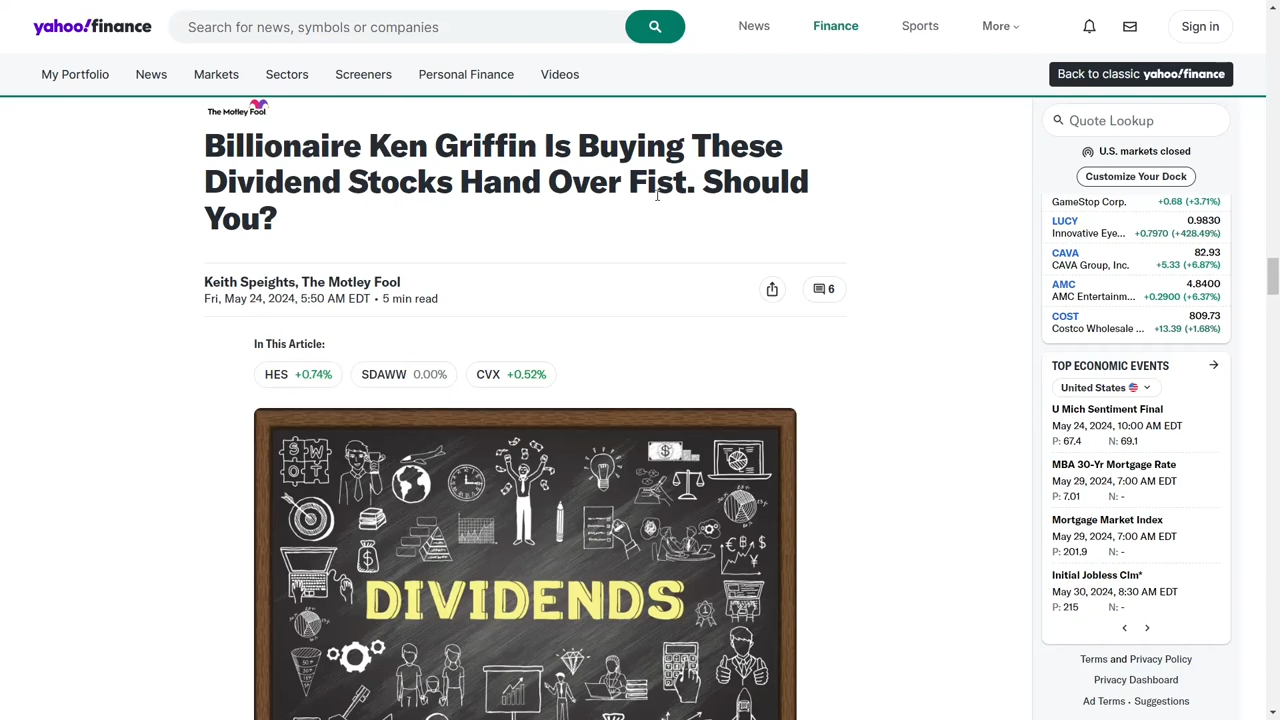 yahoo!finance
Search for news, symbols or companies
News
Finance
Sports
More
Sign in
My Portfolio
News
Markets
Sectors
Screeners
Personal Finance
Videos
Back to classic yahoo!finance
The Motley Fool
Billionaire Ken Griffin Is Buying These
Dividend Stocks Hand Over Fist. Should
You?
Keith Speights, The Motley Fool
Fri, May 24, 2024, 5:50 AM EDT • 5 min read
6
In This Article:
HES +0.74%
SDAWW 0.00%
CVX +0.52%
SWOT
DIVIDENDS
Quote Lookup
U.S. markets closed
Customize Your Dock
GameStop Corp. +0.68 (+3.71%)
LUCY 0.9830
Innovative Eye... +0.7970 (+428.49%)
CAVA 82.93
CAVA Group, Inc. +5.33 (+6.87%)
AMC 4.8400
AMC Entertainm... +0.2900 (+6.37%)
COST 809.73
Costco Wholesale ... +13.39 (+1.68%)
TOP ECONOMIC EVENTS
United States
U Mich Sentiment Final
May 24, 2024, 10:00 AM EDT
P: 67.4 N: 69.1
MBA 30-Yr Mortgage Rate
May 29, 2024, 7:00 AM EDT
P: 7.01 N: -
Mortgage Market Index
May 29, 2024, 7:00 AM EDT
P: 201.9 N: -
Initial Jobless Clm*
May 30, 2024, 8:30 AM EDT
P: 215 N: -
Terms and Privacy Policy
Privacy Dashboard
Ad Terms • Suggestions